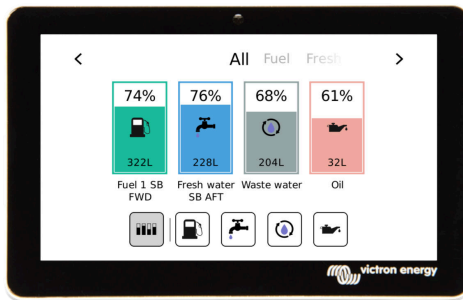 < All Fuel Fresh >
74% 76% 68% 61%
322L 228L 204L 32L
Fuel 1 SB Fresh water Waste water Oil
FWD SB AFT
victron energy